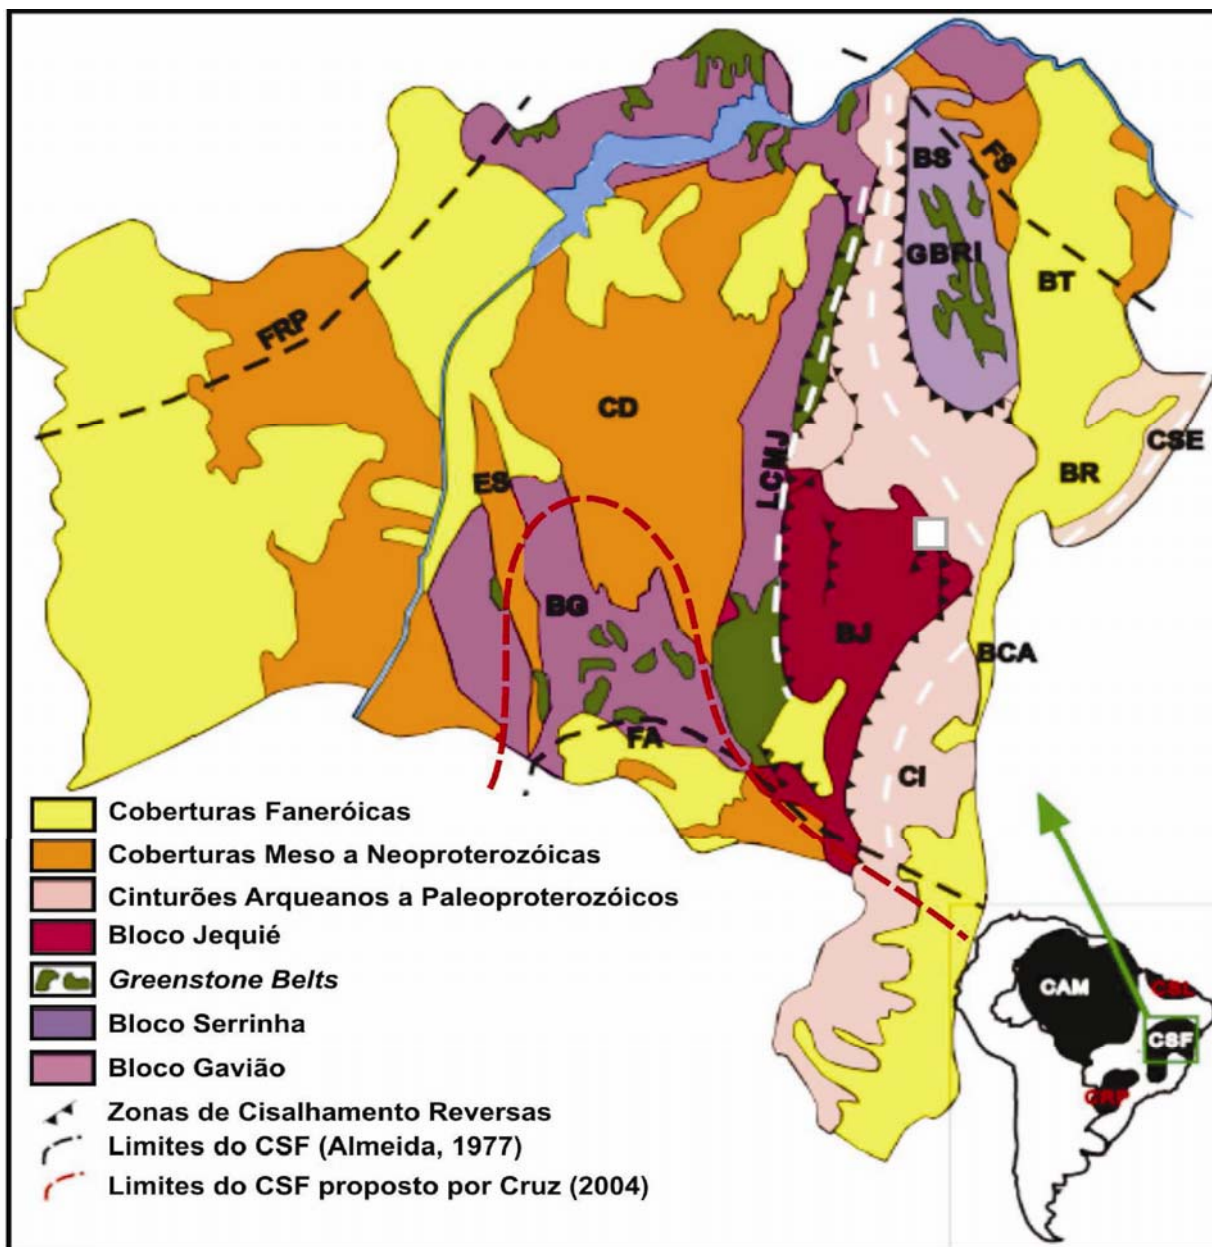 BS
FS
GBRI
BT
FRP
CD
CSE
LCMJ
ES
BR
BG
BJ
BCA
FA
CI
Coberturas Faneróicas
Coberturas Meso a Neoproterozóicas
Cinturões Arqueanos a Paleoproterozóicos
Bloco Jequié
Greenstone Belts
Bloco Serrinha
Bloco Gavião
Zonas de Cisalhamento Reversas
Limites do CSF (Almeida, 1977)
Limites do CSF proposto por Cruz (2004)
CAM
CSL
CSF
CRP